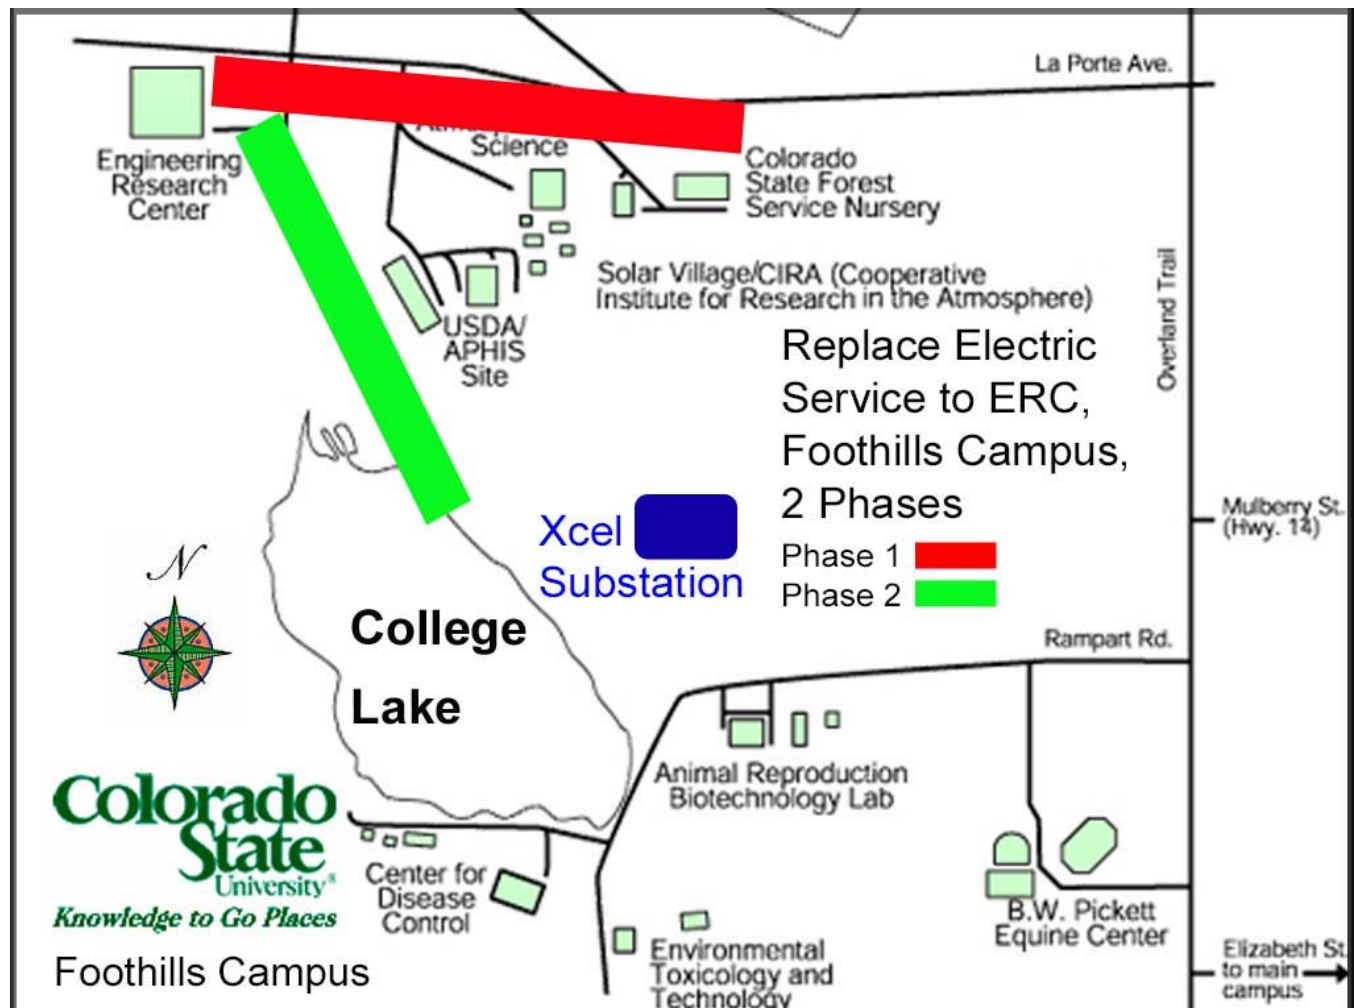 La Porte Ave.
Engineering
Research
Center
Science
Colorado
State Forest
Service Nursery
Solar Village/CIRA (Cooperative
Institute for Research in the Atmosphere)
USDA/
APHIS
Site
Overland Trail
Replace Electric
Service to ERC,
Foothills Campus,
2 Phases
Phase 1
Phase 2
Xcel
Substation
Mulberry St.
(Hwy. 14)
N
College
Lake
Rampart Rd.
Animal Reproduction
Biotechnology Lab
Colorado
State
University
Knowledge to Go Places
Foothills Campus
Center for
Disease
Control
B.W. Pickett
Equine Center
Environmental
Toxicology and
Technology
Elizabeth St.
to main
campus